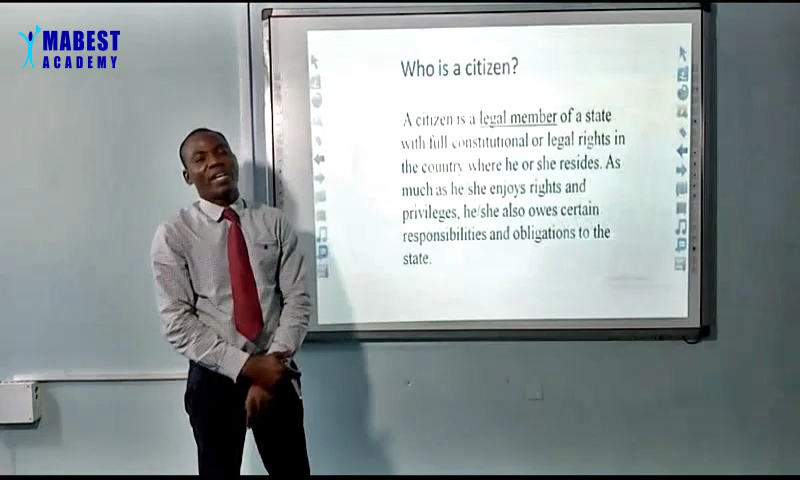 MABEST
ACADEMY
Who is a citizen?
A citizen is a legal member of a state
with full constitutional or legal rights in
the country where he or she resides. As
much as he she enjoys rights and
privileges, he/she also owes certain
responsibilities and obligations to the
state.